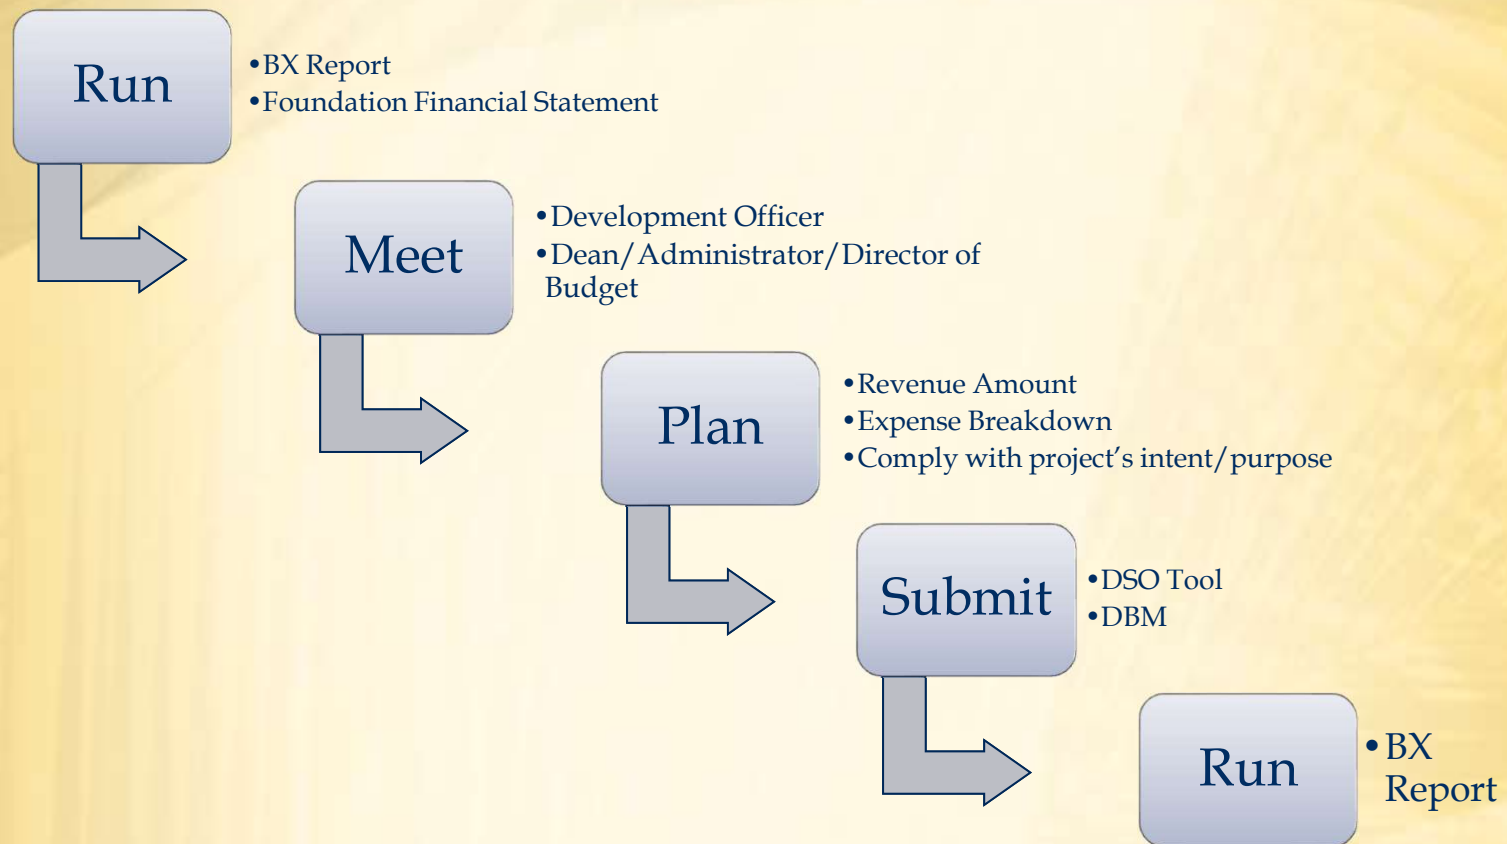 Run
•BX Report
•Foundation Financial Statement
Meet
•Development Officer
•Dean/Administrator/Director of
Budget
Plan
•Revenue Amount
•Expense Breakdown
•Comply with project’s intent/purpose
Submit
•DSO Tool
•DBM
Run
•BX
Report